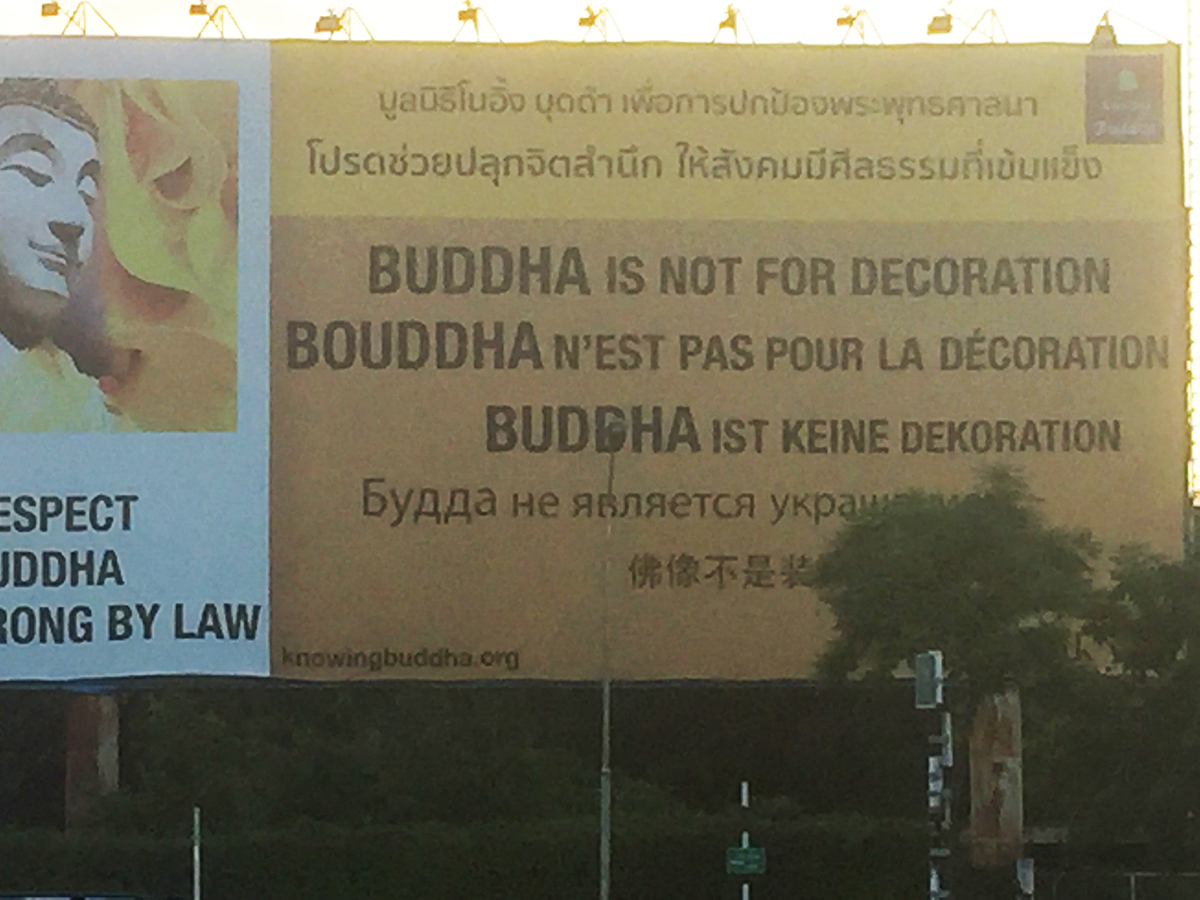 มูลนิธิโนอิ้ง บุดด้า เพื่อการปกป้องพระพุทธศาสนา
โปรดช่วยปลุกจิตสำนึก ให้สังคมมีศีลธรรมที่เข้มแข็ง
BUDDHA IS NOT FOR DECORATION
BOUDDHA N'EST PAS POUR LA DÉCORATION
BUDDHA IST KEINE DEKORATION
Будда не является
佛像不是装
knowingbuddha.org
ESPECT
UDDHA
RONG BY LAW